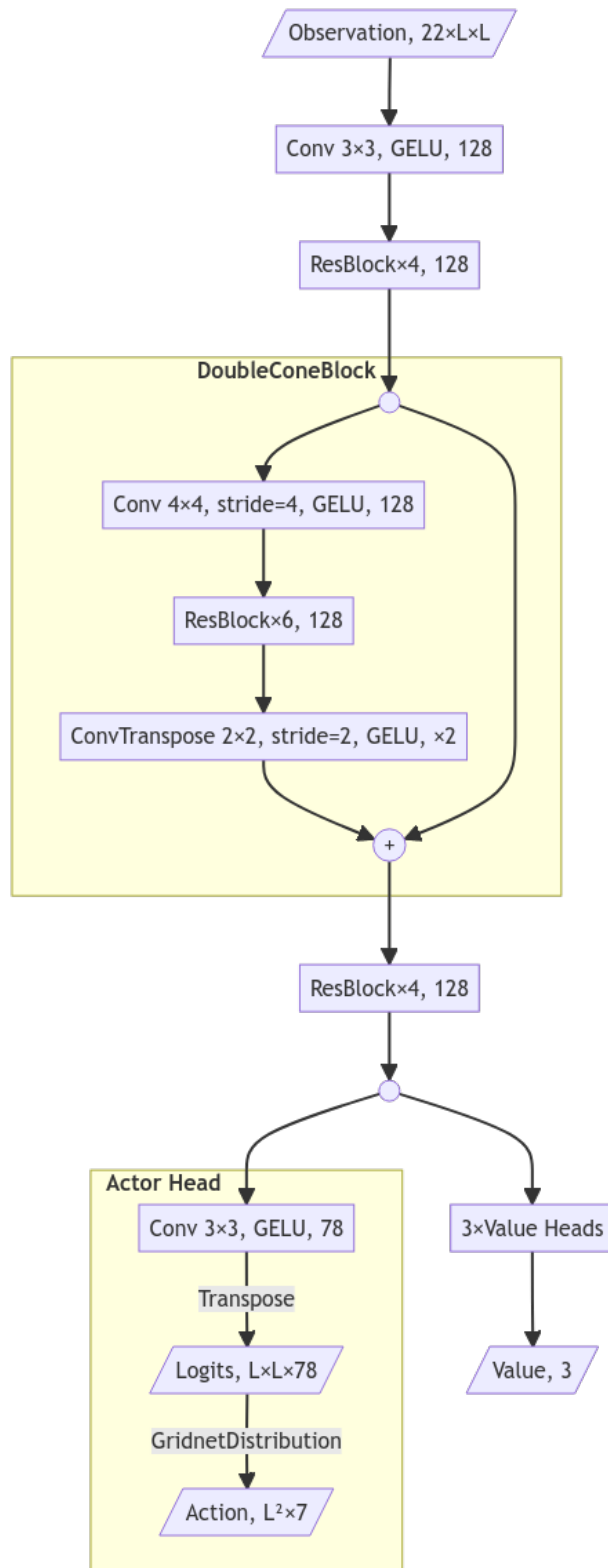 Observation, 22×L×L
Conv 3×3, GELU, 128
ResBlock×4, 128
DoubleConeBlock
Conv 4×4, stride=4, GELU, 128
ResBlock×6, 128
ConvTranspose 2×2, stride=2, GELU, ×2
+
ResBlock×4, 128
Actor Head
Conv 3×3, GELU, 78
3×Value Heads
Transpose
Logits, L×L×78
Value, 3
GridnetDistribution
Action, L²×7